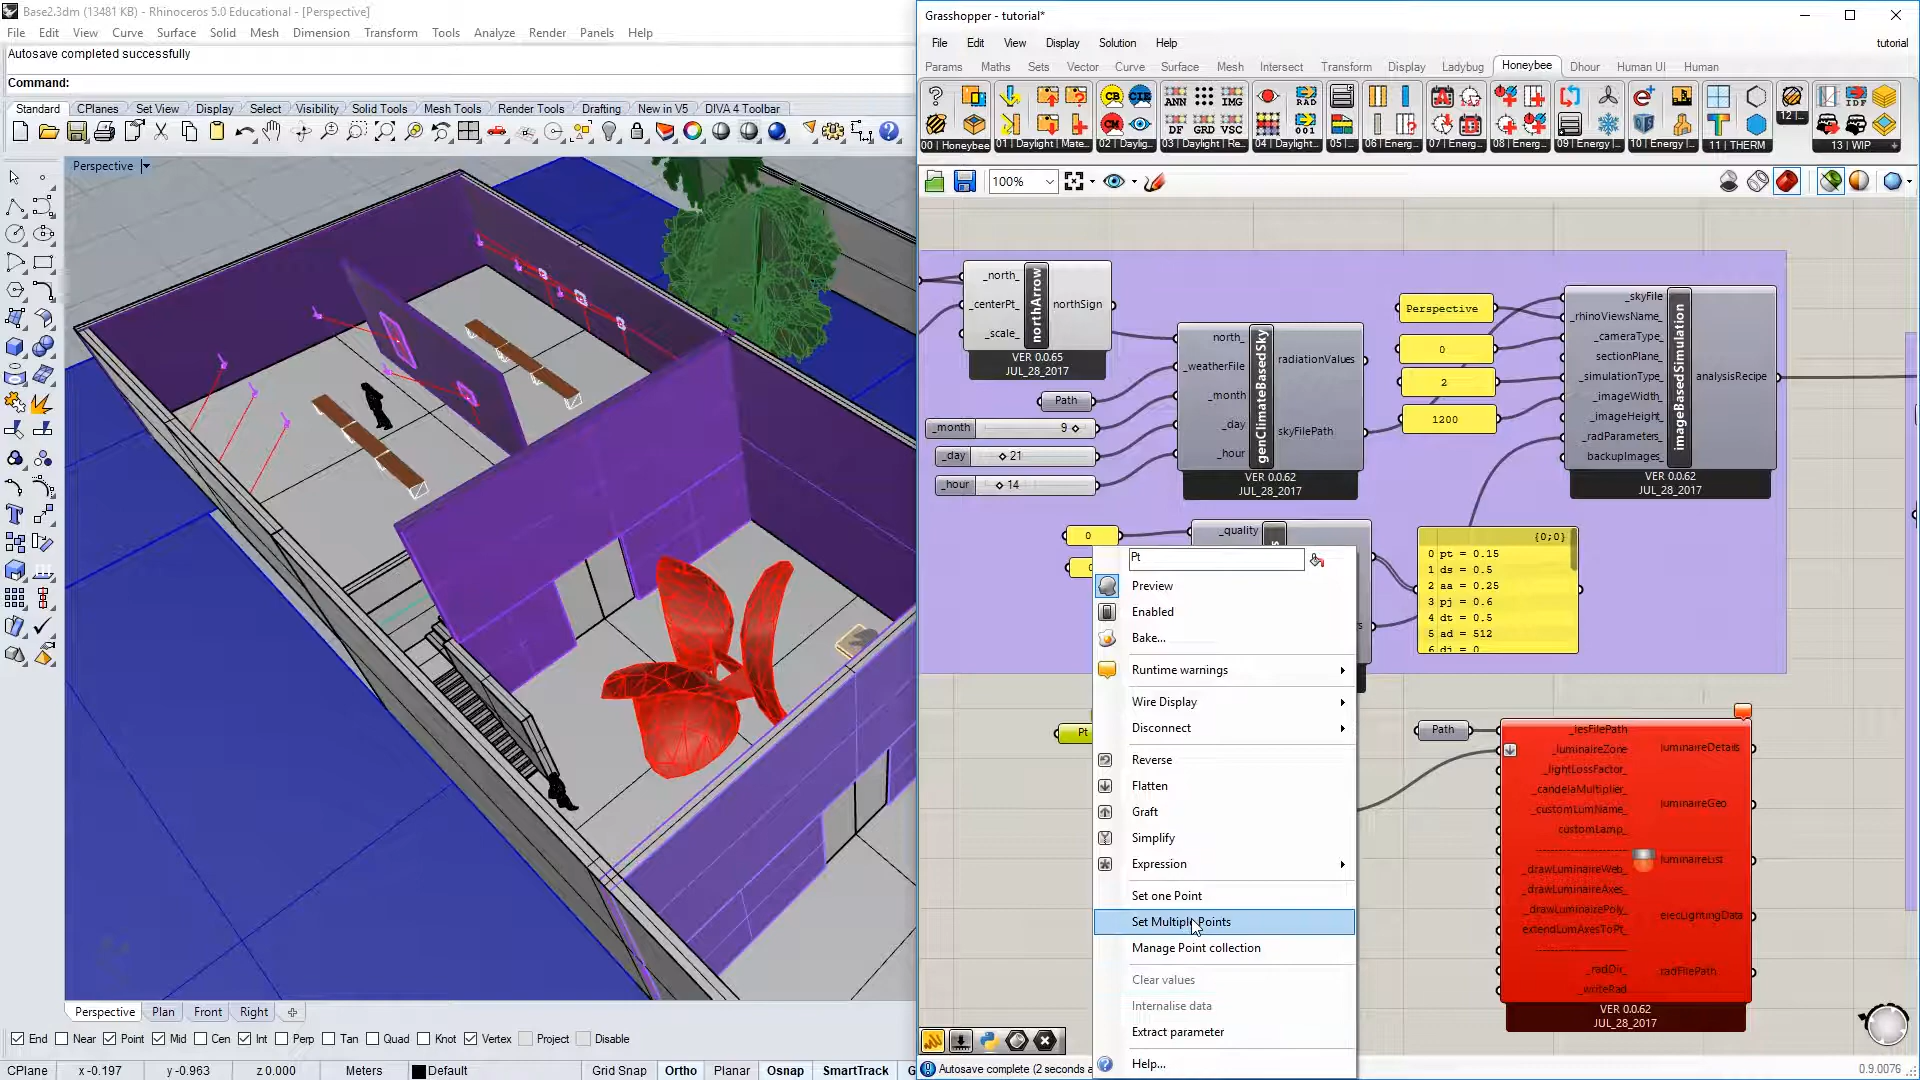 Base2.3dm (13481 KB) - Rhinoceros 5.0 Educational - [Perspective]
File Edit View Curve Surface Solid Mesh Dimension Transform Tools Analyze Render Panels Help
Autosave completed successfully
Command:
Standard CPlanes Set View Display Select Visibility Solid Tools Mesh Tools Render Tools Drafting New in V5 DIVA 4 Toolbar
Perspective
Perspective Plan Front Right
End Near Point Mid Cen Int Perp Tan Quad Knot Vertex Project Disable
CPlane x -0.197 y -0.963 z 0.000 Meters Default Grid Snap Ortho Planar Osnap SmartTrack G
Grasshopper - tutorial*
File Edit View Display Solution Help tutorial
Params Maths Sets Vector Curve Surface Mesh Intersect Transform Display Ladybug Honeybee Dhour Human UI Human
00 | Honeybee 01 | Daylight | Mate... 02 | Daylig... 03 | Daylight | Re... 04 | Daylight... 05 |... 06 | Energ... 07 | Energ... 08 | Energ... 09 | Energy |... 10 | Energy |... 11 | THERM 12 |... 13 | WIP
100%
_north_
_centerPt_
_scale_
northArrow
northSign
VER 0.0.65
JUL_28_2017
Path
_month 9
_day 21
_hour 14
north_
_weatherFile
_month_
_day_
_hour_
genClimateBasedSky
radiationValues
skyFilePath
VER 0.0.62
JUL_28_2017
Perspective
0
2
1200
_skyFile
_rhinoViewsName_
_cameraType_
sectionPlane_
_simulationType_
_imageWidth_
_imageHeight_
_radParameters_
backupImages_
imageBasedSimulation
analysisRecipe
VER 0.0.62
JUL_28_2017
0
_quality
{0;0}
0 pt = 0.15
1 ds = 0.5
2 aa = 0.25
3 pj = 0.6
4 dt = 0.5
5 ad = 512
6 dj = 0
Pt
Pt
Preview
Enabled
Bake...
Runtime warnings
Wire Display
Disconnect
Reverse
Flatten
Graft
Simplify
Expression
Set one Point
Set Multiple Points
Manage Point collection
Clear values
Internalise data
Extract parameter
Help...
Path
_iesFilePath
_luminaireZone
_lightLossFactor_
_candelaMultiplier_
_customLumName_
customLamp_
_drawLuminaireWeb_
_drawLuminaireAxes_
_drawLuminairePoly_
extendLumAxesToPt_
_radDir_
_writeRad
luminaireDetails
luminaireGeo
luminaireList
elecLightingData
radFilePath
VER 0.0.62
JUL_28_2017
Autosave complete (2 seconds a
0.9.0076